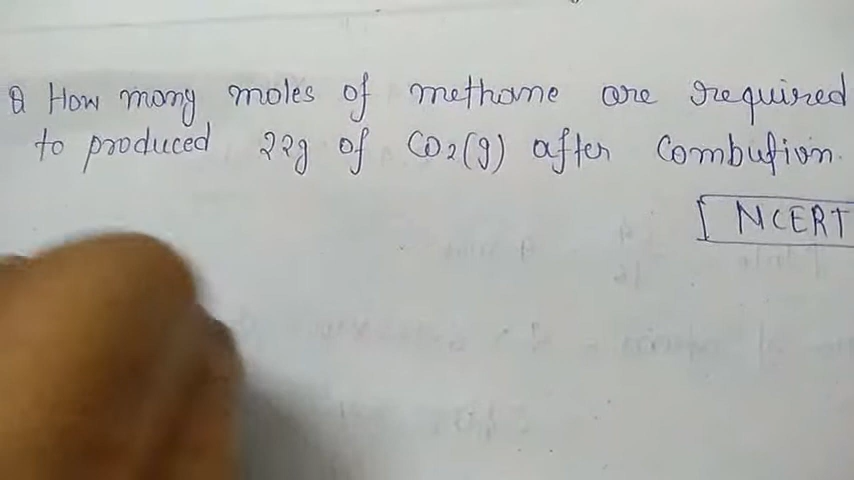 Q How many moles of methane are required
to produced 22g of CO₂(g) after combustion.
[ NCERT